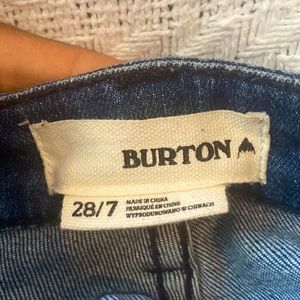 BURTON
28/7
MADE IN CHINA
FABRIQUÉ EN CHINE
WYPRODUKOWANO W CHINACH